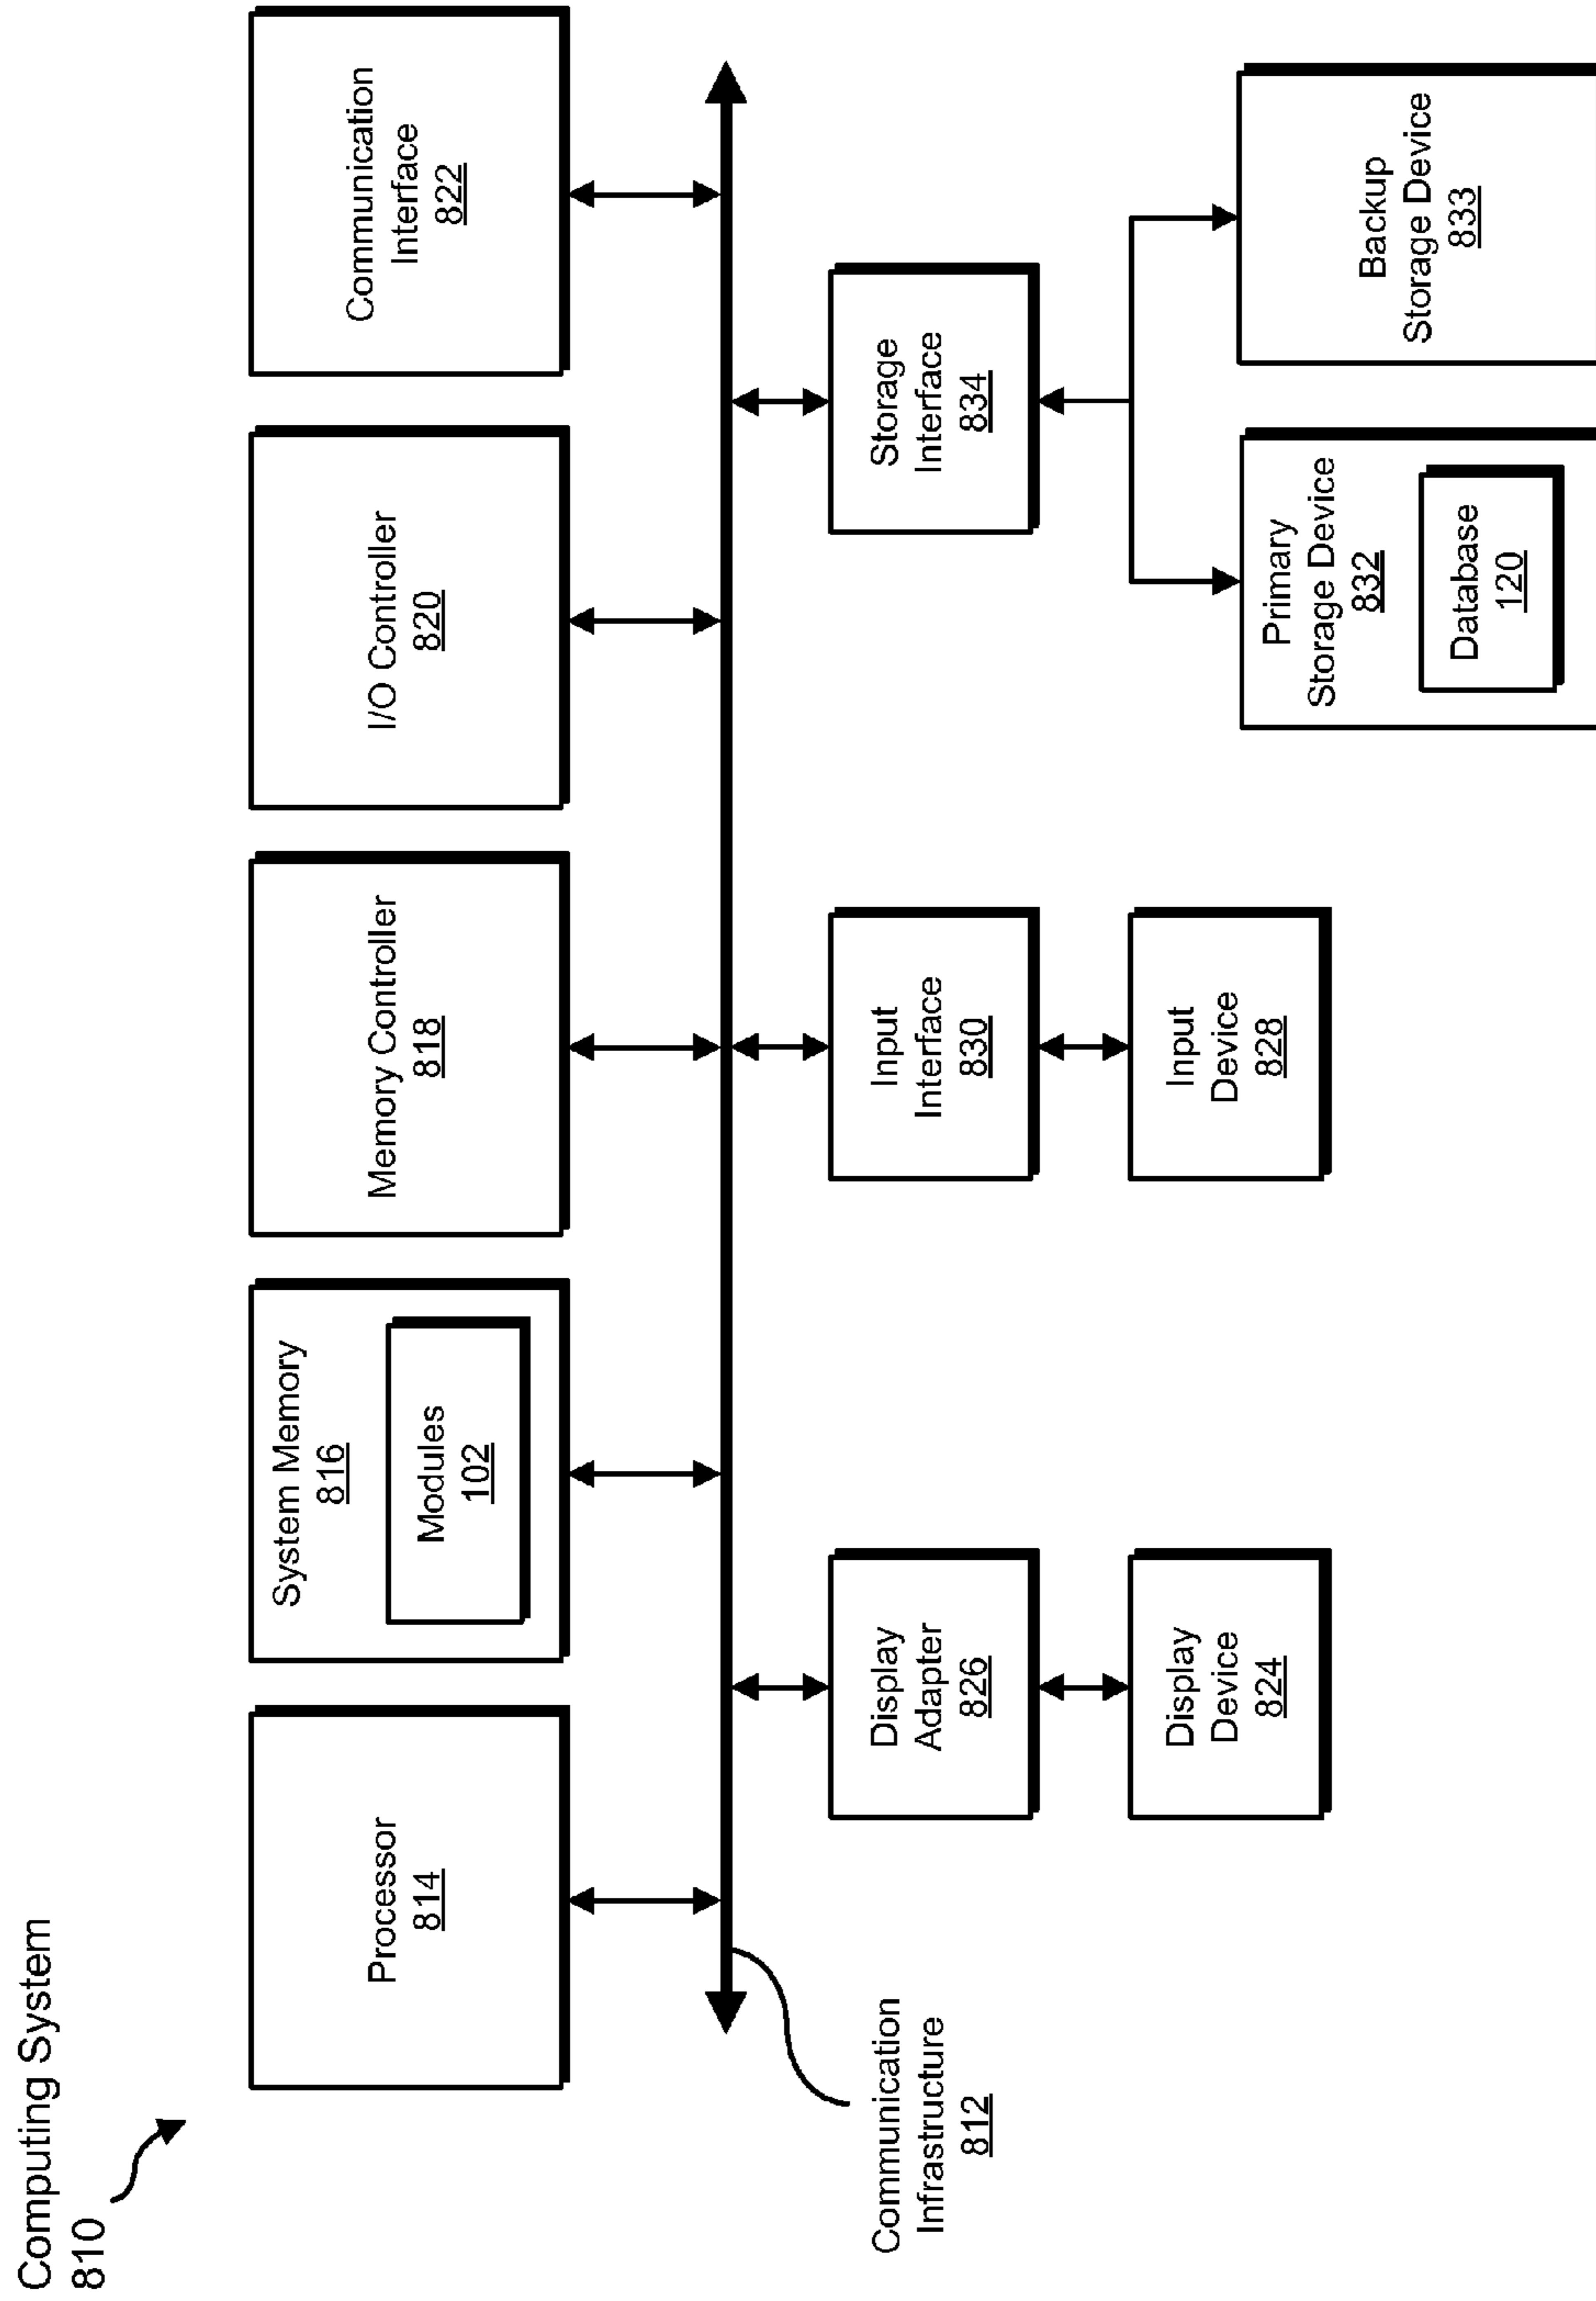 Computing System
810
Processor
814
System Memory
816
Modules
102
Memory Controller
818
I/O Controller
820
Communication
Interface
822
Communication
Infrastructure
812
Display
Adapter
826
Input
Interface
830
Storage
Interface
834
Display
Device
824
Input
Device
828
Primary
Storage Device
832
Database
120
Backup
Storage Device
833